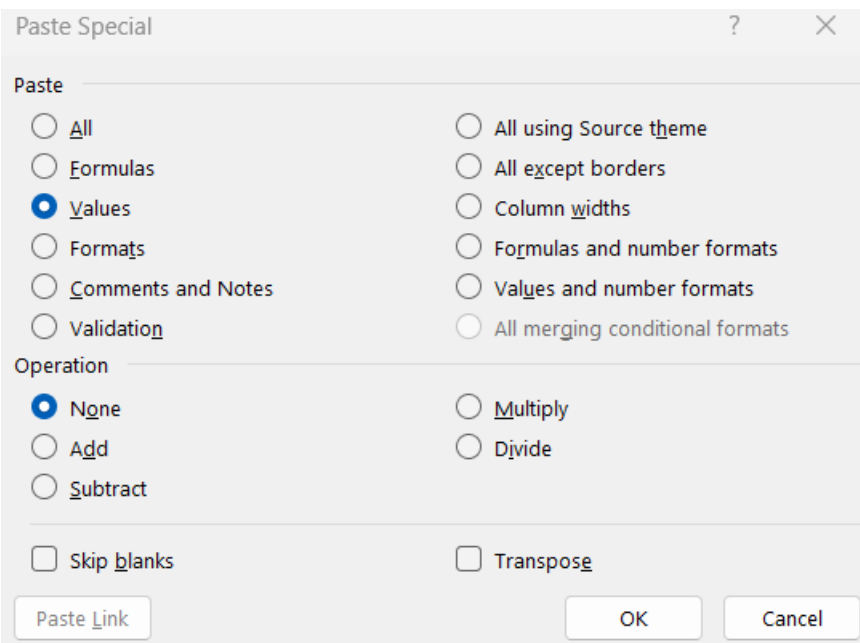 Paste Special ?
Paste
All
All using Source theme
Formulas
All except borders
Values
Column widths
Formats
Formulas and number formats
Comments and Notes
Values and number formats
Validation
All merging conditional formats
Operation
None
Multiply
Add
Divide
Subtract
Skip blanks
Transpose
Paste Link
OK
Cancel